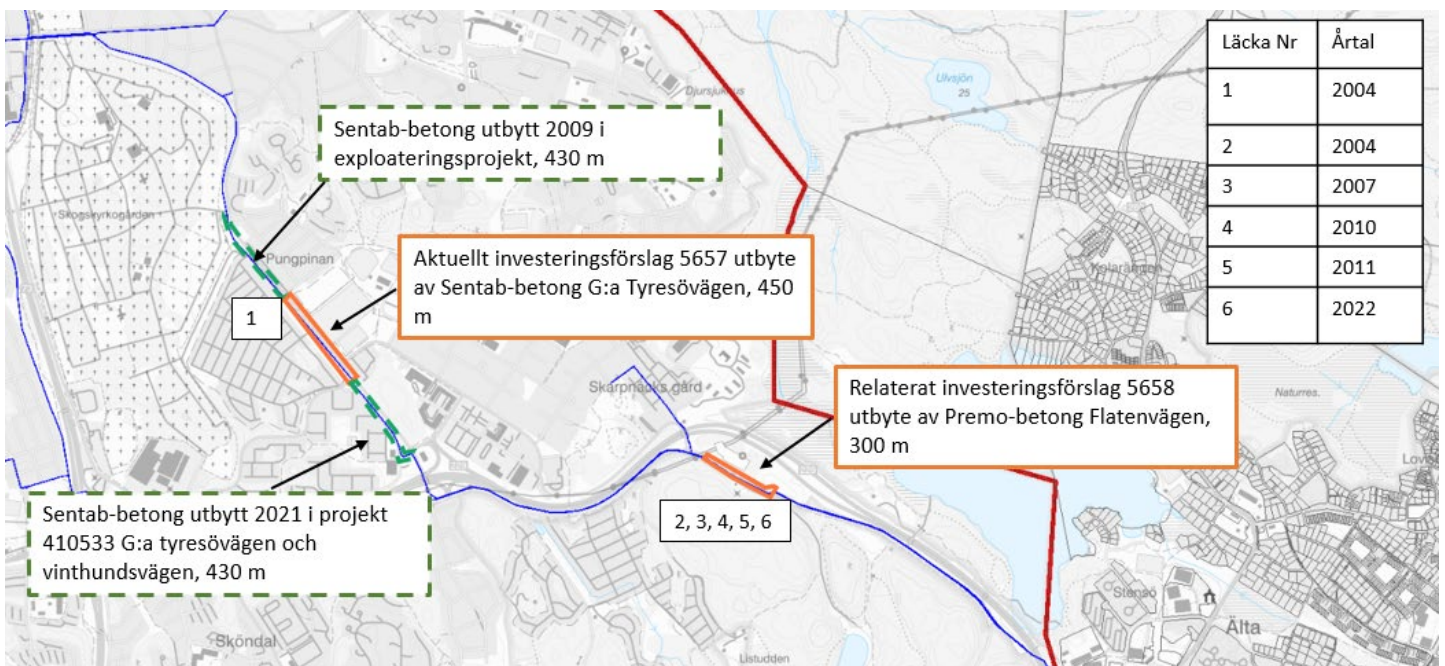 Läcka Nr Årtal
1 2004
2 2004
3 2007
4 2010
5 2011
6 2022
Ulvsjön
25
Djursjukhus
Sentab-betong utbytt 2009 i
exploateringsprojekt, 430 m
Skogskyrkogården
Pungpinan
Aktuellt investeringsförslag 5657 utbyte
av Sentab-betong G:a Tyresövägen, 450
m
Kolarängen
1
Skarpnäcks gård
Relaterat investeringsförslag 5658
utbyte av Premo-betong Flatenvägen,
300 m
Naturres.
Sentab-betong utbytt 2021 i projekt
410533 G:a tyresövägen och
vinthundsvägen, 430 m
2, 3, 4, 5, 6
Stensö
Älta
Sköndal
Listudden